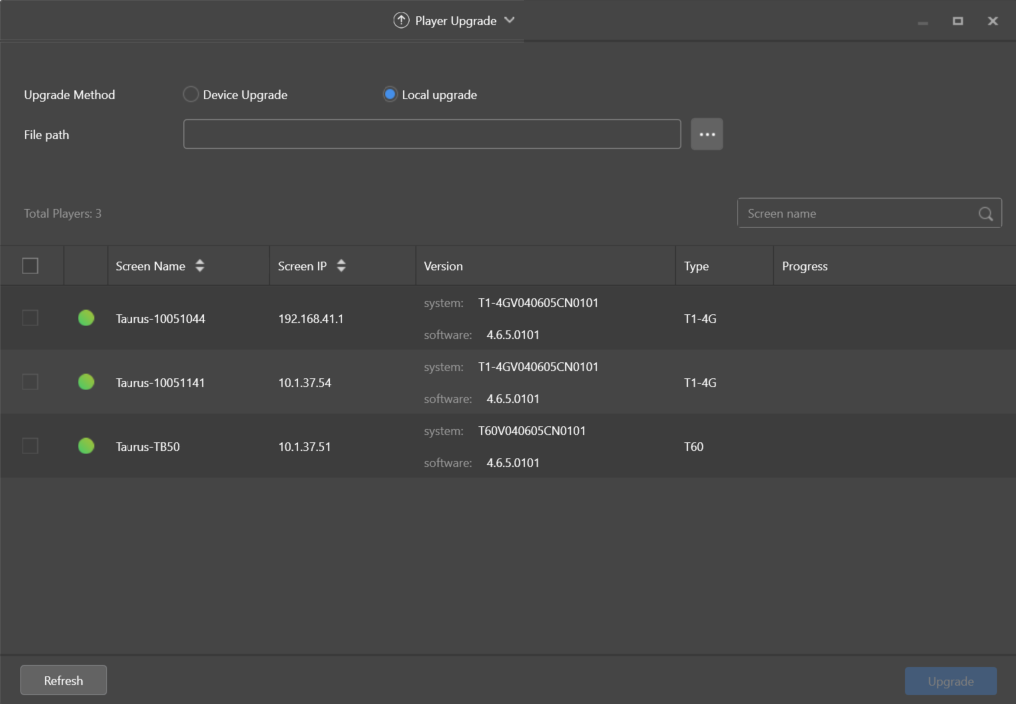 Player Upgrade
Upgrade Method Device Upgrade Local upgrade
File path
Total Players: 3 Screen name
Screen Name Screen IP Version Type Progress
system: T1-4GV040605CN0101
Taurus-10051044 192.168.41.1 T1-4G
software: 4.6.5.0101
system: T1-4GV040605CN0101
Taurus-10051141 10.1.37.54 T1-4G
software: 4.6.5.0101
system: T60V040605CN0101
Taurus-TB50 10.1.37.51 T60
software: 4.6.5.0101
Refresh Upgrade